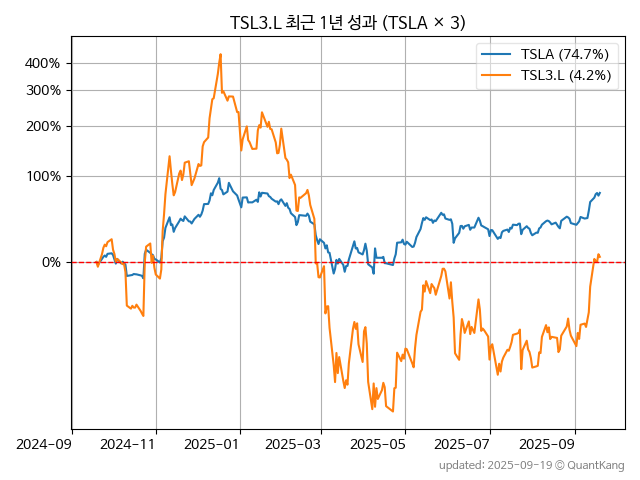 TSL3.L 최근 1년 성과 (TSLA × 3)
TSLA (74.7%)
TSL3.L (4.2%)
400%
300%
200%
100%
0%
2024-09 2024-11 2025-01 2025-03 2025-05 2025-07 2025-09
updated: 2025-09-19 © QuantKang